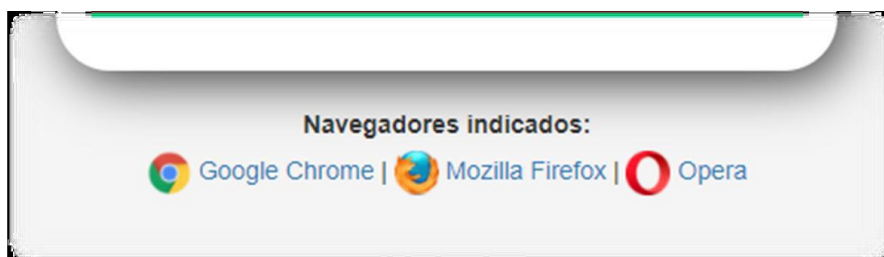 Navegadores indicados:
Google Chrome | Mozilla Firefox | Opera